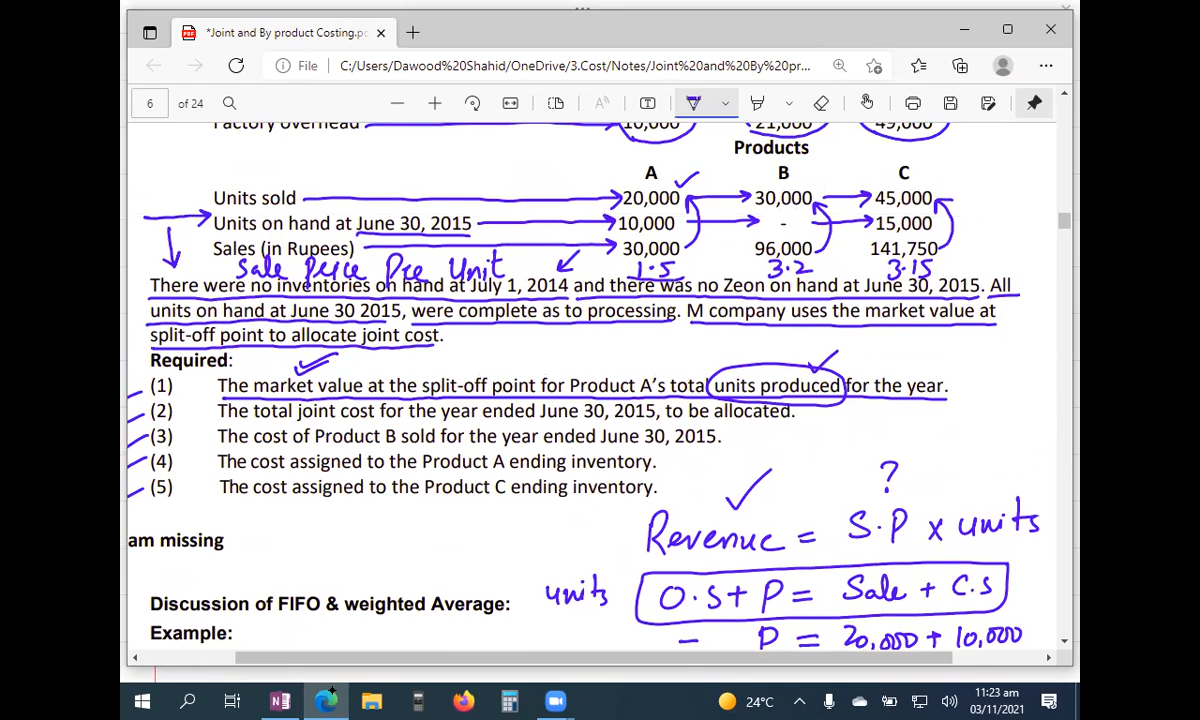 *Joint and By product Costing.pc
File C:/Users/Dawood%20Shahid/OneDrive/3.Cost/Notes/Joint%20and%20By%20pr...
6 of 24
Factory overhead 10,000 21,000 49,000
Products
A B C
Units sold 20,000 30,000 45,000
Units on hand at June 30, 2015 10,000 - 15,000
Sales (in Rupees) 30,000 96,000 141,750
Sale Price Per Unit 1.5 3.2 3.15
There were no inventories on hand at July 1, 2014 and there was no Zeon on hand at June 30, 2015. All
units on hand at June 30 2015, were complete as to processing. M company uses the market value at
split-off point to allocate joint cost.
Required:
(1) The market value at the split-off point for Product A's total units produced for the year.
(2) The total joint cost for the year ended June 30, 2015, to be allocated.
(3) The cost of Product B sold for the year ended June 30, 2015.
(4) The cost assigned to the Product A ending inventory.
(5) The cost assigned to the Product C ending inventory.
?
Revenue = S.P x units
am missing
units O.S + P = Sale + C.S
Discussion of FIFO & weighted Average:
Example:
- P = 20,000 + 10,000
24°C
11:23 am
03/11/2021